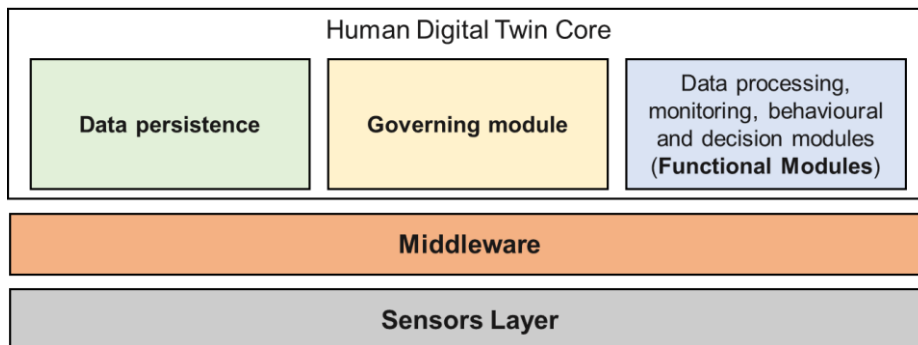 Human Digital Twin Core
Data persistence
Governing module
Data processing,
monitoring, behavioural
and decision modules
(Functional Modules)
Middleware
Sensors Layer